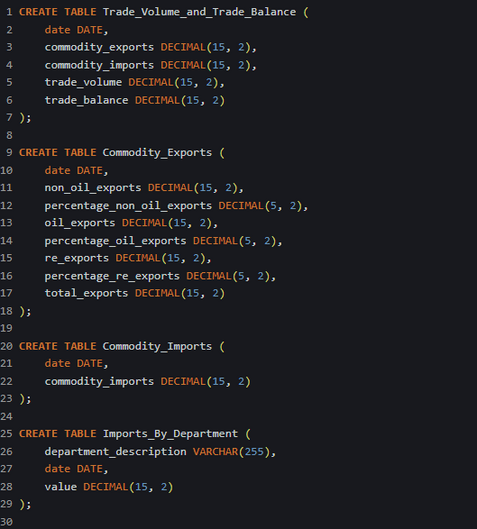 1 CREATE TABLE Trade_Volume_and_Trade_Balance (
2     date DATE,
3     commodity_exports DECIMAL(15, 2),
4     commodity_imports DECIMAL(15, 2),
5     trade_volume DECIMAL(15, 2),
6     trade_balance DECIMAL(15, 2)
7 );
8
9 CREATE TABLE Commodity_Exports (
10     date DATE,
11     non_oil_exports DECIMAL(15, 2),
12     percentage_non_oil_exports DECIMAL(5, 2),
13     oil_exports DECIMAL(15, 2),
14     percentage_oil_exports DECIMAL(5, 2),
15     re_exports DECIMAL(15, 2),
16     percentage_re_exports DECIMAL(5, 2),
17     total_exports DECIMAL(15, 2)
18 );
19
20 CREATE TABLE Commodity_Imports (
21     date DATE,
22     commodity_imports DECIMAL(15, 2)
23 );
24
25 CREATE TABLE Imports_By_Department (
26     department_description VARCHAR(255),
27     date DATE,
28     value DECIMAL(15, 2)
29 );
30